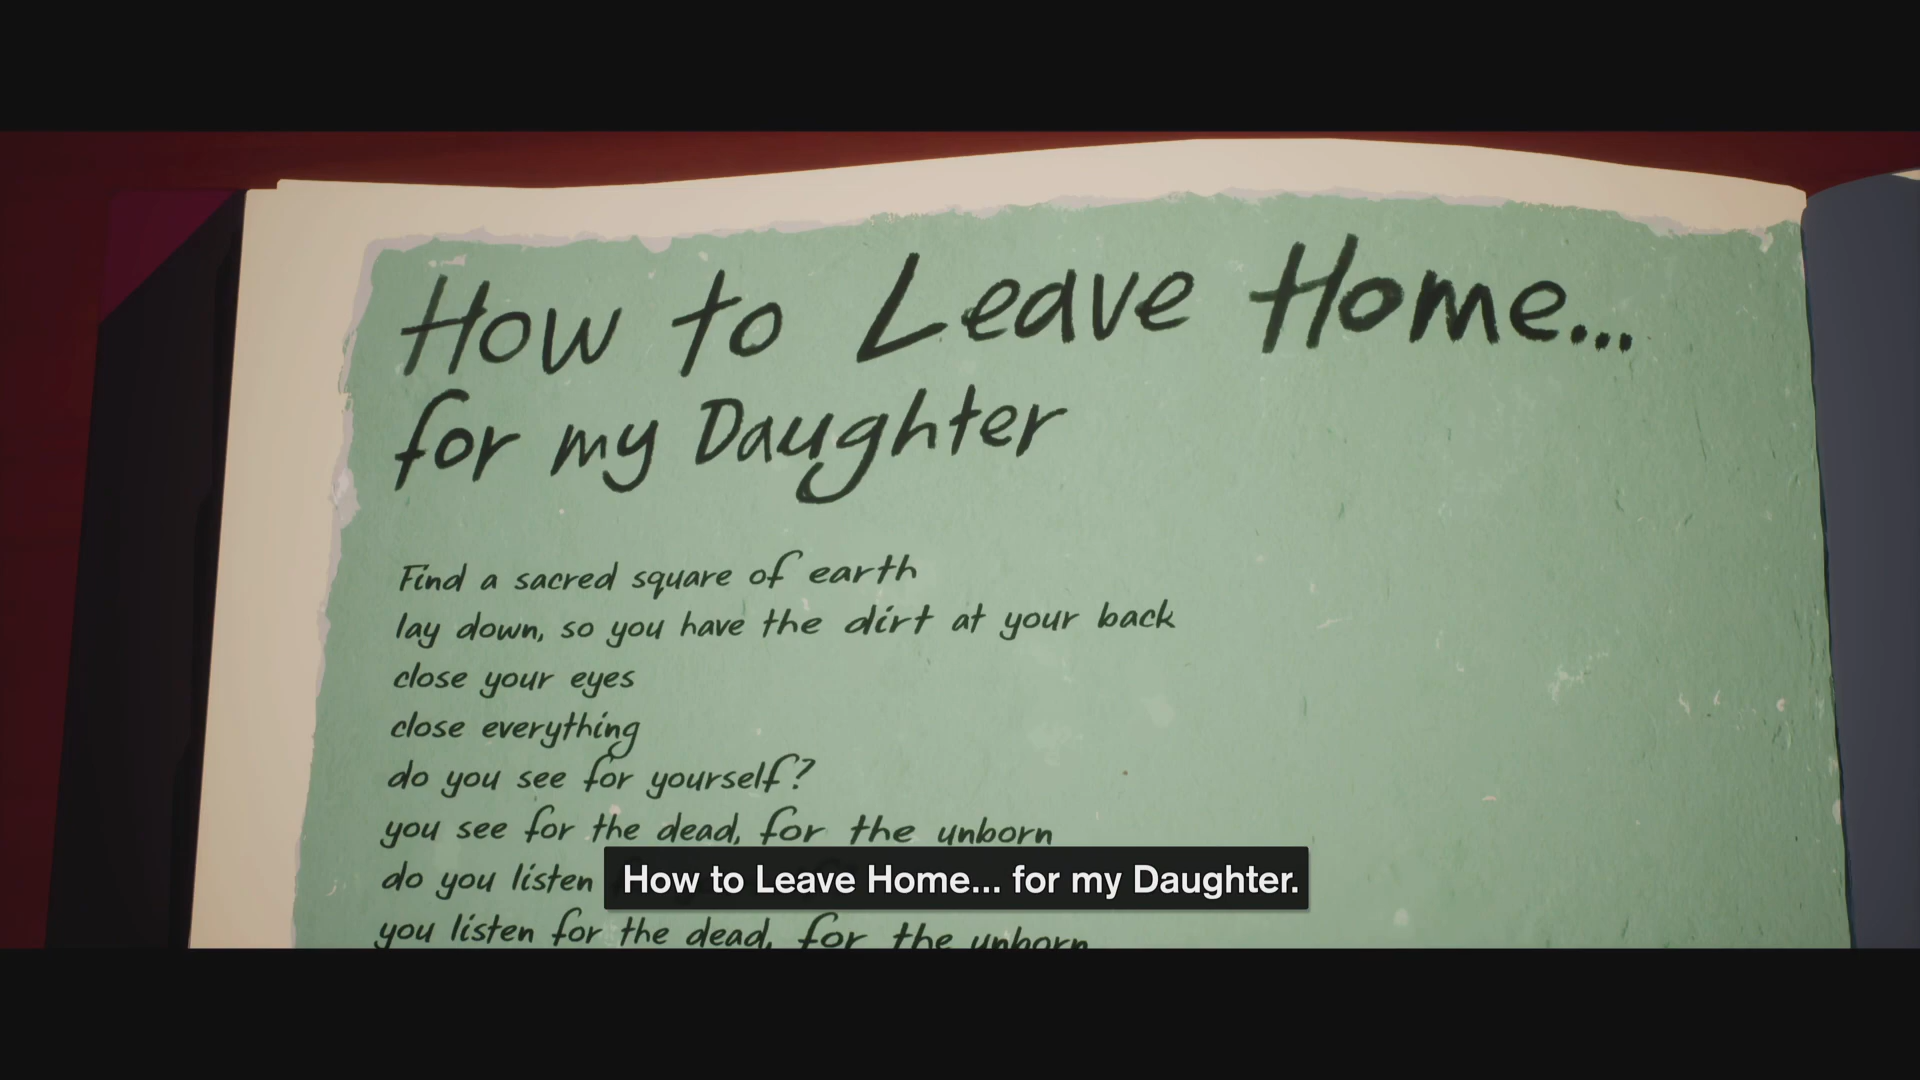 How to Leave Home...
for my Daughter
Find a sacred square of earth
lay down, so you have the dirt at your back
close your eyes
close everything
do you see for yourself?
you see for the dead, for the unborn
do you listen
How to Leave Home... for my Daughter.
you listen for the dead, for the unborn